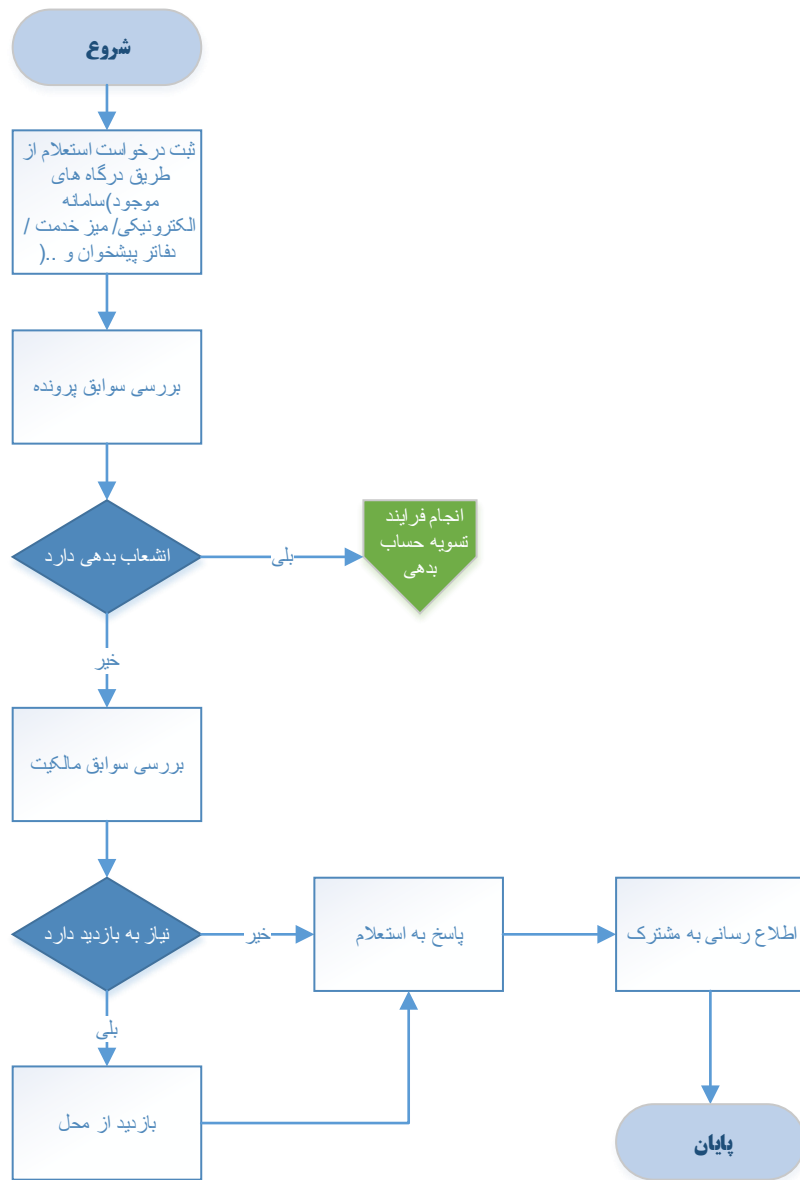 شروع
ثبت درخواست استعلام از
طریق درگاه های
موجود)سامانه
الکترونیکی/ میز خدمت /
دفاتر پیشخوان و ..(
بررسی سوابق پرونده
انشعاب بدهی دارد
بلی
انجام فرایند
تسویه حساب
بدهی
خیر
بررسی سوابق مالکیت
نیاز به بازدید دارد
خیر
پاسخ به استعلام
اطلاع رسانی به مشترک
بلی
بازدید از محل
پایان